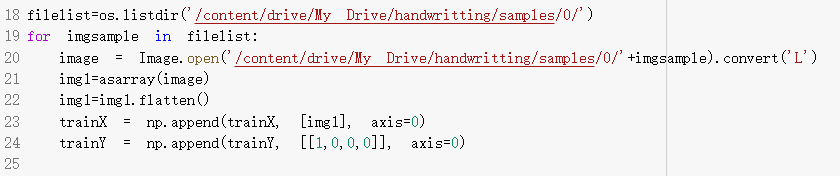 18 filelist=os.listdir('/content/drive/My Drive/handwritting/samples/0/')
19 for imgsample in filelist:
20 image = Image.open('/content/drive/My Drive/handwritting/samples/0/'+imgsample).convert('L')
21 img1=asarray(image)
22 img1=img1.flatten()
23 trainX = np.append(trainX, [img1], axis=0)
24 trainY = np.append(trainY, [[1,0,0,0]], axis=0)
25